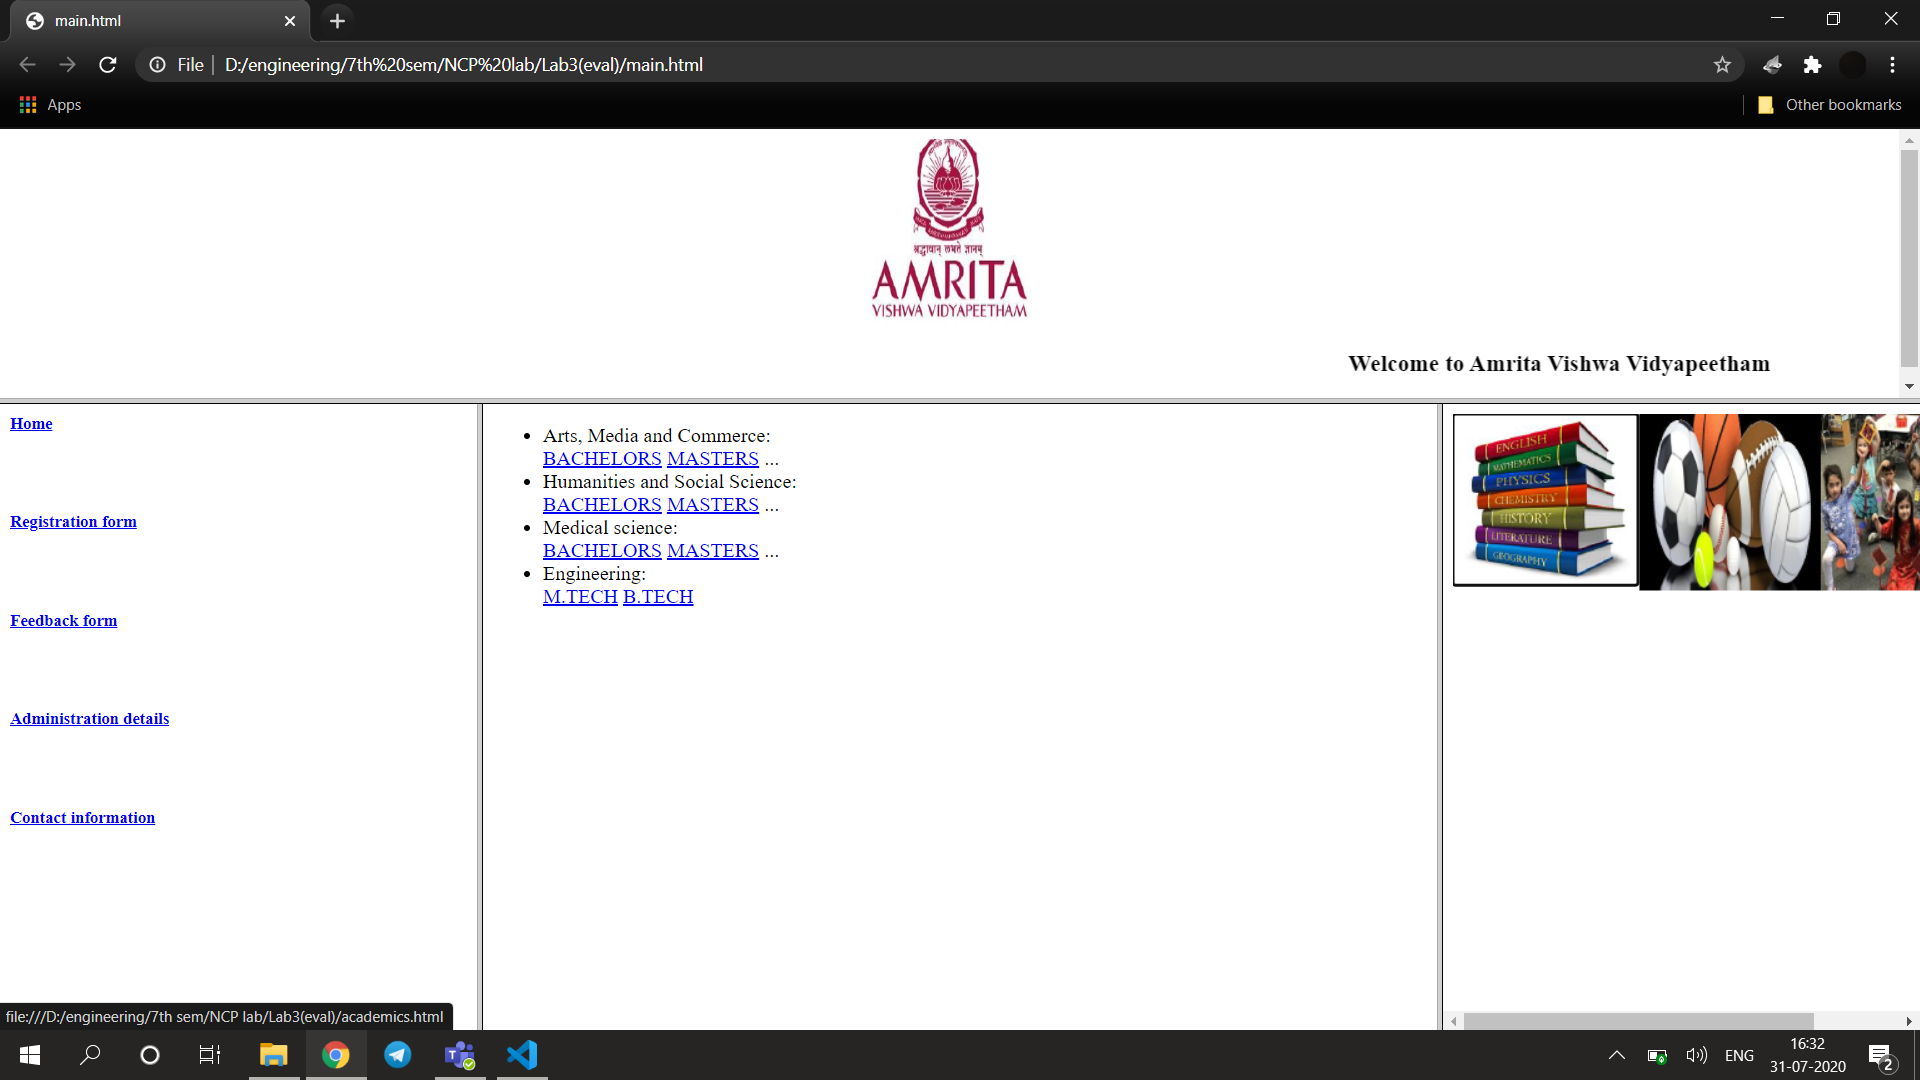 main.html
File
D:/engineering/7th%20sem/NCP%20lab/Lab3(eval)/main.html
Apps
Other bookmarks
श्रद्धावान् लभते ज्ञानम्
AMRITA
VISHWA VIDYAPEETHAM
Welcome to Amrita Vishwa Vidyapeetham
Home
Registration form
Feedback form
Administration details
Contact information
• Arts, Media and Commerce:
BACHELORS MASTERS ...
• Humanities and Social Science:
BACHELORS MASTERS ...
• Medical science:
BACHELORS MASTERS ...
• Engineering:
M.TECH B.TECH
ENGLISH
MATHEMATICS
PHYSICS
CHEMISTRY
HISTORY
LITERATURE
GEOGRAPHY
file:///D:/engineering/7th sem/NCP lab/Lab3(eval)/academics.html
ENG
16:32
31-07-2020
2